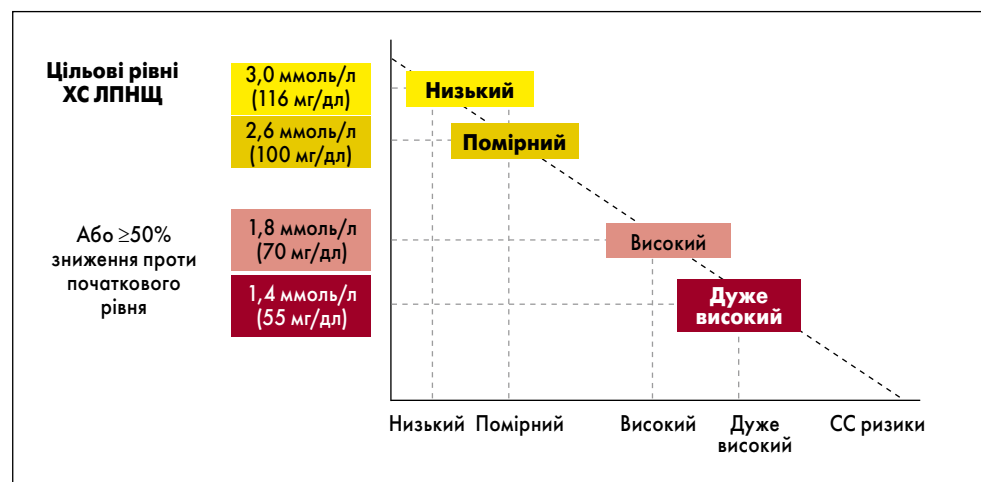 Цільові рівні
ХС ЛПНЩ
3,0 ммоль/л
(116 мг/дл)
Низький
2,6 ммоль/л
(100 мг/дл)
Помірний
Або ≥50%
зниження проти
початкового
рівня
1,8 ммоль/л
(70 мг/дл)
Високий
1,4 ммоль/л
(55 мг/дл)
Дуже
високий
Низький
Помірний
Високий
Дуже
високий
СС ризики